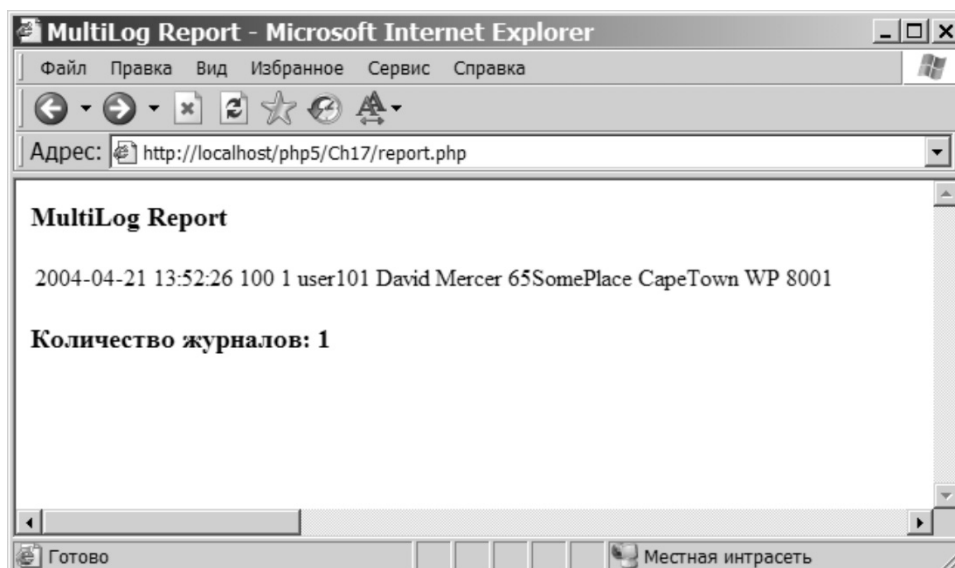 MultiLog Report - Microsoft Internet Explorer
Файл Правка Вид Избранное Сервис Справка
Адрес: http://localhost/php5/Ch17/report.php
MultiLog Report
2004-04-21 13:52:26 100 1 user101 David Mercer 65SomePlace CapeTown WP 8001
Количество журналов: 1
Готово Местная интрасеть